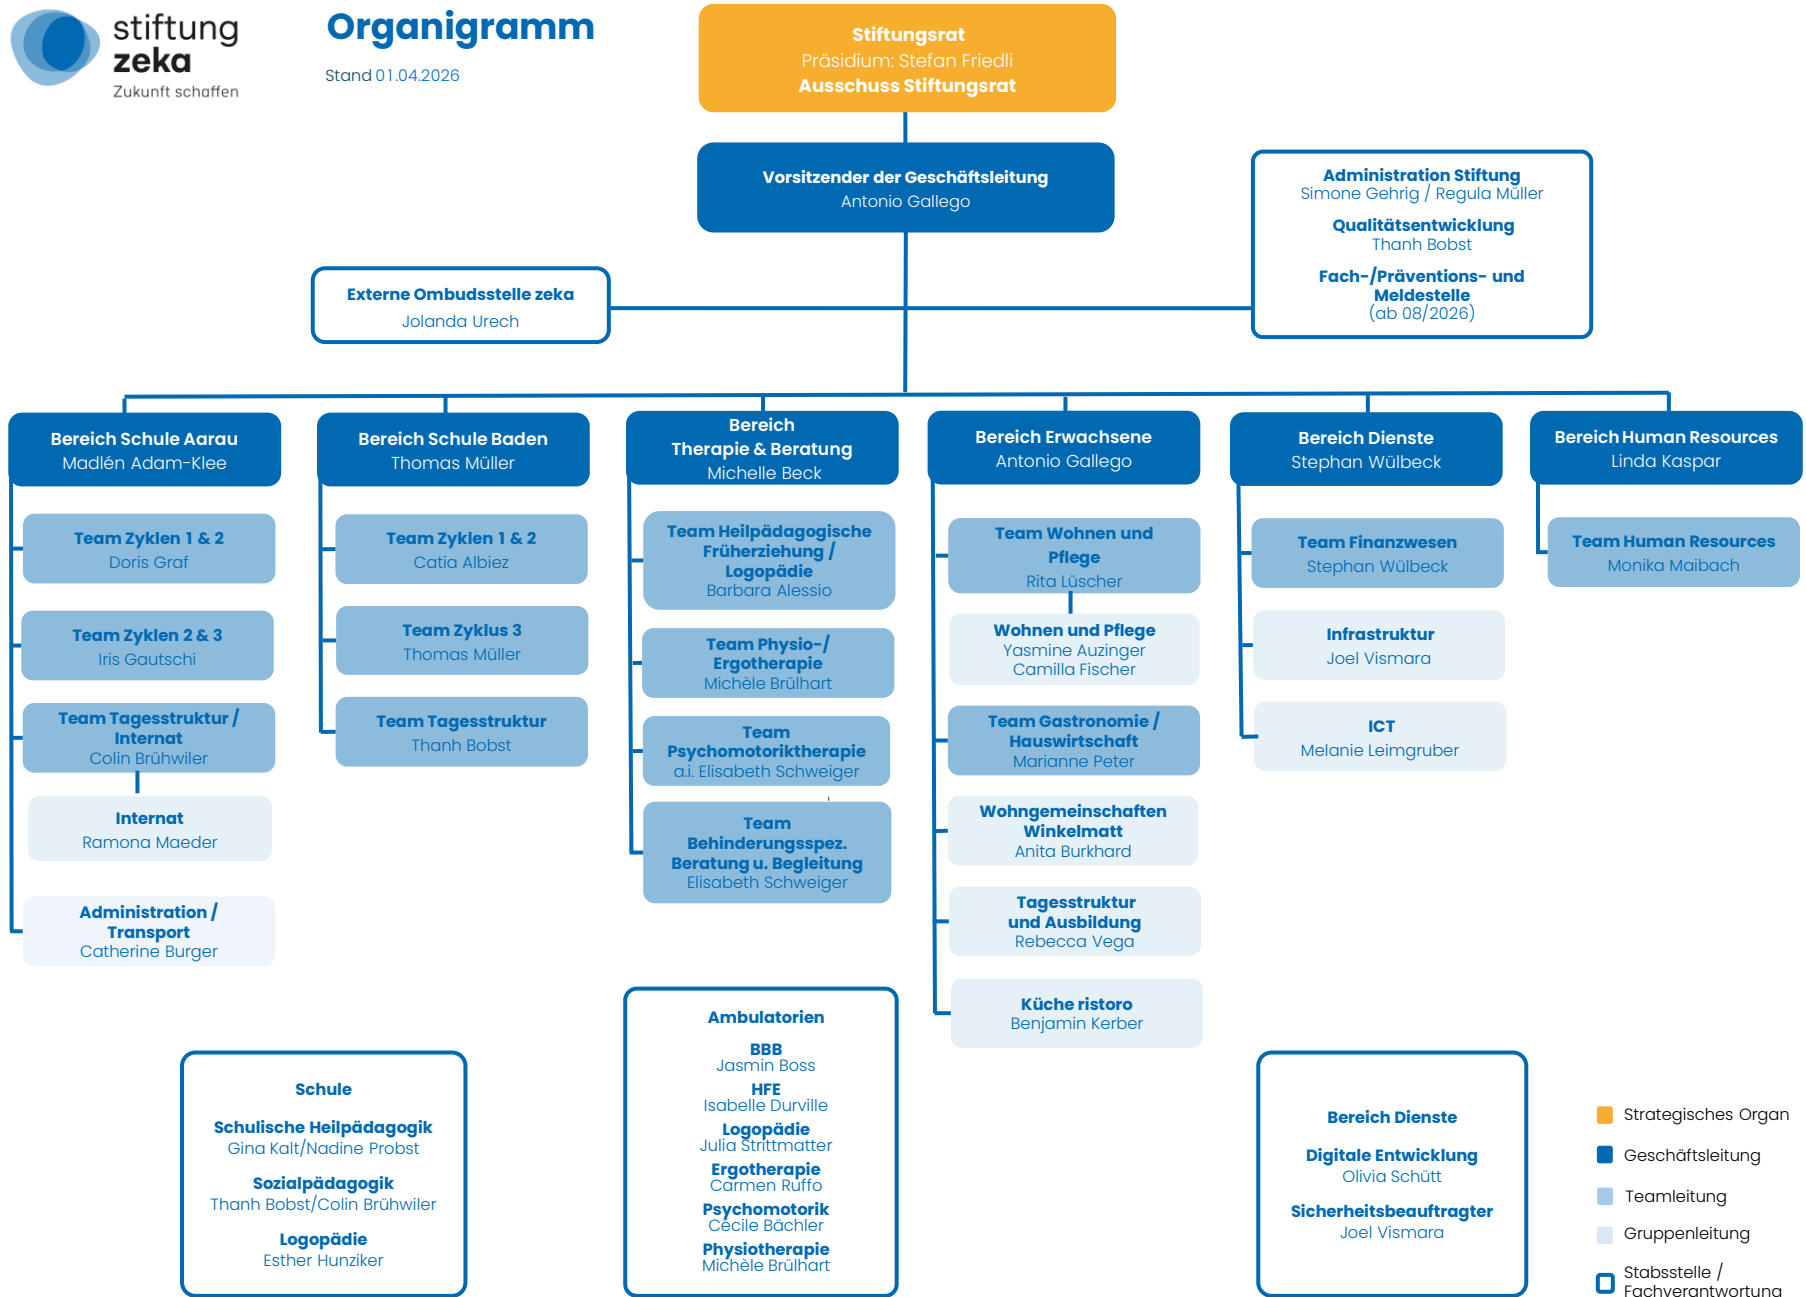 stiftung
zeka
Zukunft schaffen
Organigramm
Stand 01.04.2026
Stiftungsrat
Präsidium: Stefan Friedli
Ausschuss Stiftungsrat
Vorsitzender der Geschäftsleitung
Antonio Gallego
Administration Stiftung
Simone Gehrig / Regula Müller
Qualitätsentwicklung
Thanh Bobst
Fach-/Präventions- und
Meldestelle
(ab 08/2026)
Externe Ombudsstelle zeka
Jolanda Urech
Bereich Schule Aarau
Madlén Adam-Klee
Team Zyklen 1 & 2
Doris Graf
Team Zyklen 2 & 3
Iris Gautschi
Team Tagesstruktur /
Internat
Colin Brühwiler
Internat
Ramona Maeder
Administration /
Transport
Catherine Burger
Bereich Schule Baden
Thomas Müller
Team Zyklen 1 & 2
Catia Albiez
Team Zyklus 3
Thomas Müller
Team Tagesstruktur
Thanh Bobst
Bereich
Therapie & Beratung
Michelle Beck
Team Heilpädagogische
Früherziehung /
Logopädie
Barbara Alessio
Team Physio-/
Ergotherapie
Michèle Brülhart
Team
Psychomotoriktherapie
a.i. Elisabeth Schweiger
Team
Behinderungsspez.
Beratung u. Begleitung
Elisabeth Schweiger
Bereich Erwachsene
Antonio Gallego
Team Wohnen und
Pflege
Rita Lüscher
Wohnen und Pflege
Yasmine Auzinger
Camilla Fischer
Team Gastronomie /
Hauswirtschaft
Marianne Peter
Wohngemeinschaften
Winkelmatt
Anita Burkhard
Tagesstruktur
und Ausbildung
Rebecca Vega
Küche ristoro
Benjamin Kerber
Bereich Dienste
Stephan Wülbeck
Team Finanzwesen
Stephan Wülbeck
Infrastruktur
Joel Vismara
ICT
Melanie Leimgruber
Bereich Human Resources
Linda Kaspar
Team Human Resources
Monika Maibach
Schule
Schulische Heilpädagogik
Gina Kalt/Nadine Probst
Sozialpädagogik
Thanh Bobst/Colin Brühwiler
Logopädie
Esther Hunziker
Ambulatorien
BBB
Jasmin Boss
HFE
Isabelle Durville
Logopädie
Julia Strittmatter
Ergotherapie
Carmen Ruffo
Psychomotorik
Cécile Bächler
Physiotherapie
Michèle Brülhart
Bereich Dienste
Digitale Entwicklung
Olivia Schütt
Sicherheitsbeauftragter
Joel Vismara
Strategisches Organ
Geschäftsleitung
Teamleitung
Gruppenleitung
Stabsstelle /
Fachverantwortung